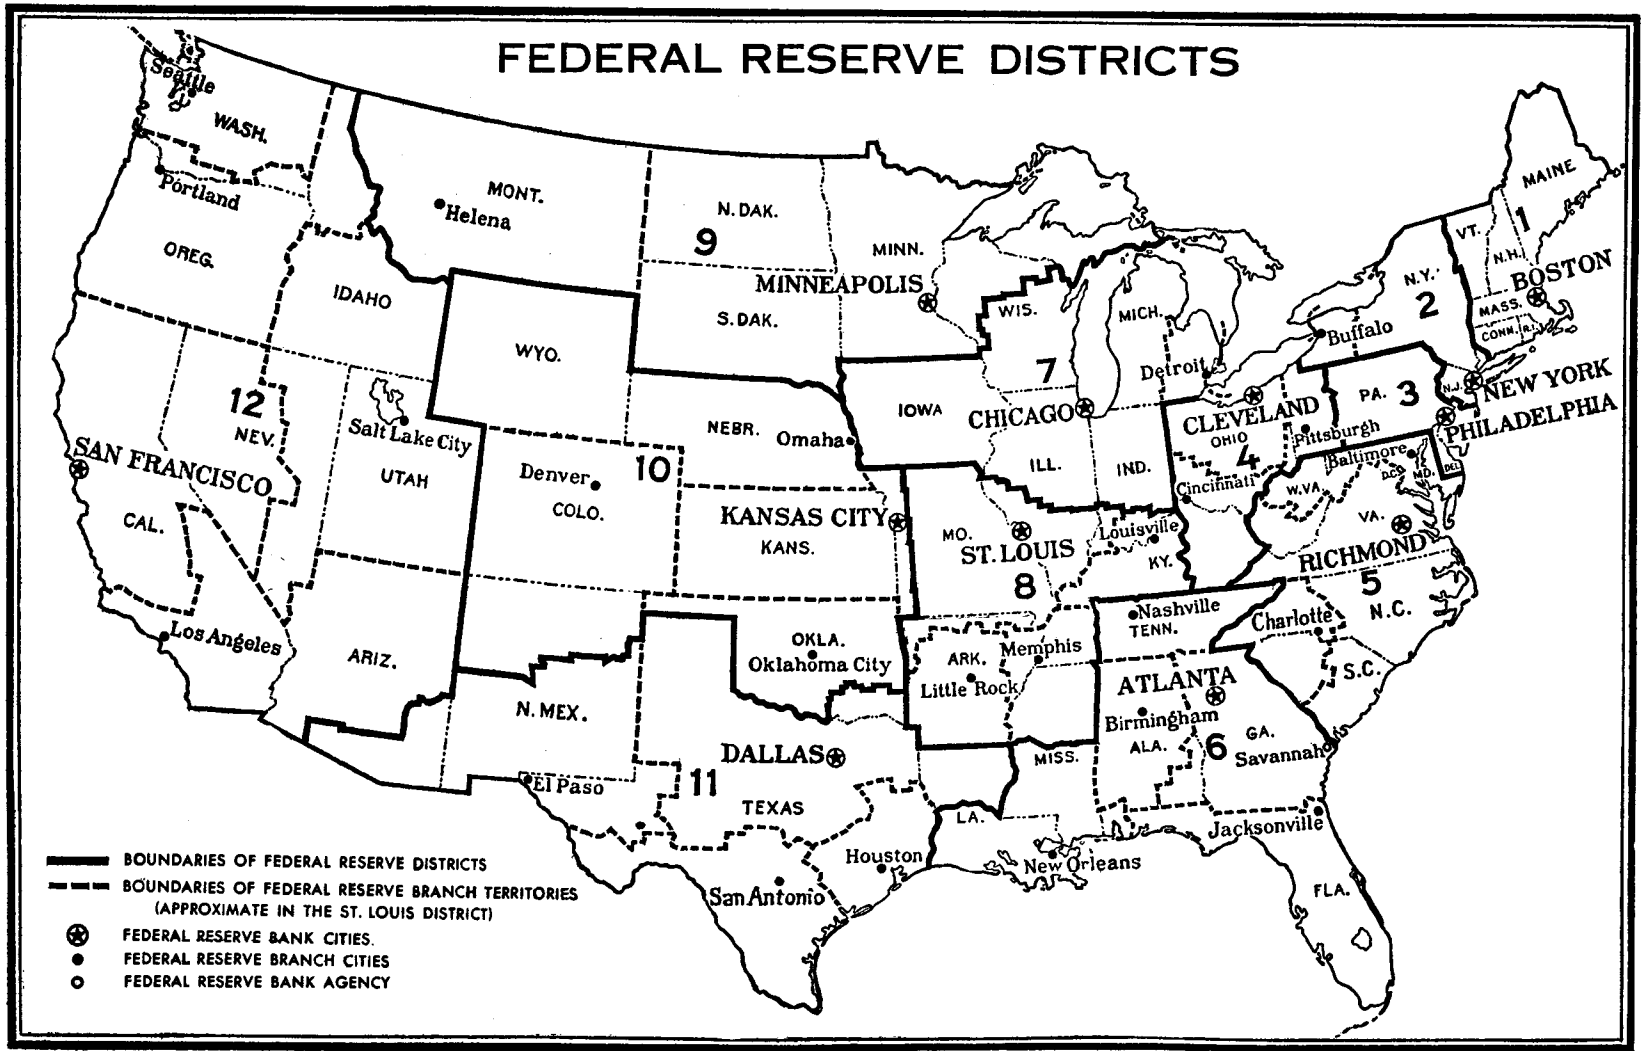 FEDERAL RESERVE DISTRICTS
Seattle
WASH.
Portland
OREG.
MONT.
Helena
IDAHO
N. DAK.
9
S. DAK.
MINN.
MINNEAPOLIS
WIS.
MICH.
Detroit
7
MAINE
VT.
1
N.H.
BOSTON
MASS.
CONN.
R.I.
N.Y.
2
Buffalo
NEW YORK
N.J.
PA.
3
PHILADELPHIA
WYO.
12
NEV.
SAN FRANCISCO
CAL.
Salt Lake City
UTAH
NEBR.
Omaha
IOWA
CHICAGO
ILL.
IND.
CLEVELAND
OHIO
4
Pittsburgh
Cincinnati
Baltimore
D.C.
MD.
DEL.
W.VA.
VA.
RICHMOND
5
N.C.
Denver
10
COLO.
KANSAS CITY
KANS.
MO.
ST. LOUIS
8
Louisville
KY.
Los Angeles
ARIZ.
N. MEX.
OKLA.
Oklahoma City
ARK.
Little Rock
Memphis
Nashville
TENN.
Charlotte
S.C.
ATLANTA
Birmingham
ALA.
6
GA.
Savannah
MISS.
DALLAS
11
El Paso
TEXAS
LA.
Houston
New Orleans
San Antonio
Jacksonville
FLA.
BOUNDARIES OF FEDERAL RESERVE DISTRICTS
BOUNDARIES OF FEDERAL RESERVE BRANCH TERRITORIES
(APPROXIMATE IN THE ST. LOUIS DISTRICT)
FEDERAL RESERVE BANK CITIES.
FEDERAL RESERVE BRANCH CITIES
FEDERAL RESERVE BANK AGENCY